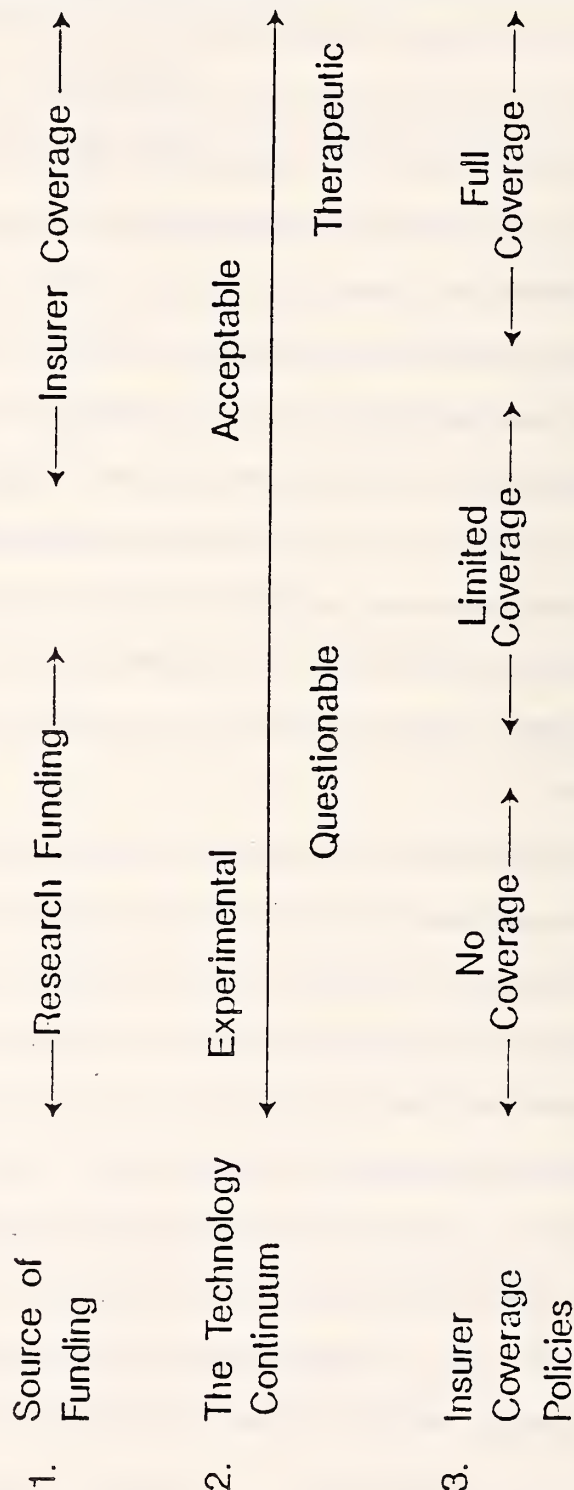 1. Source of
Funding
Research Funding
Insurer Coverage
2. The Technology
Continuum
Experimental
Acceptable
Questionable
Therapeutic
3. Insurer
Coverage
Policies
No
Coverage
Limited
Coverage
Full
Coverage